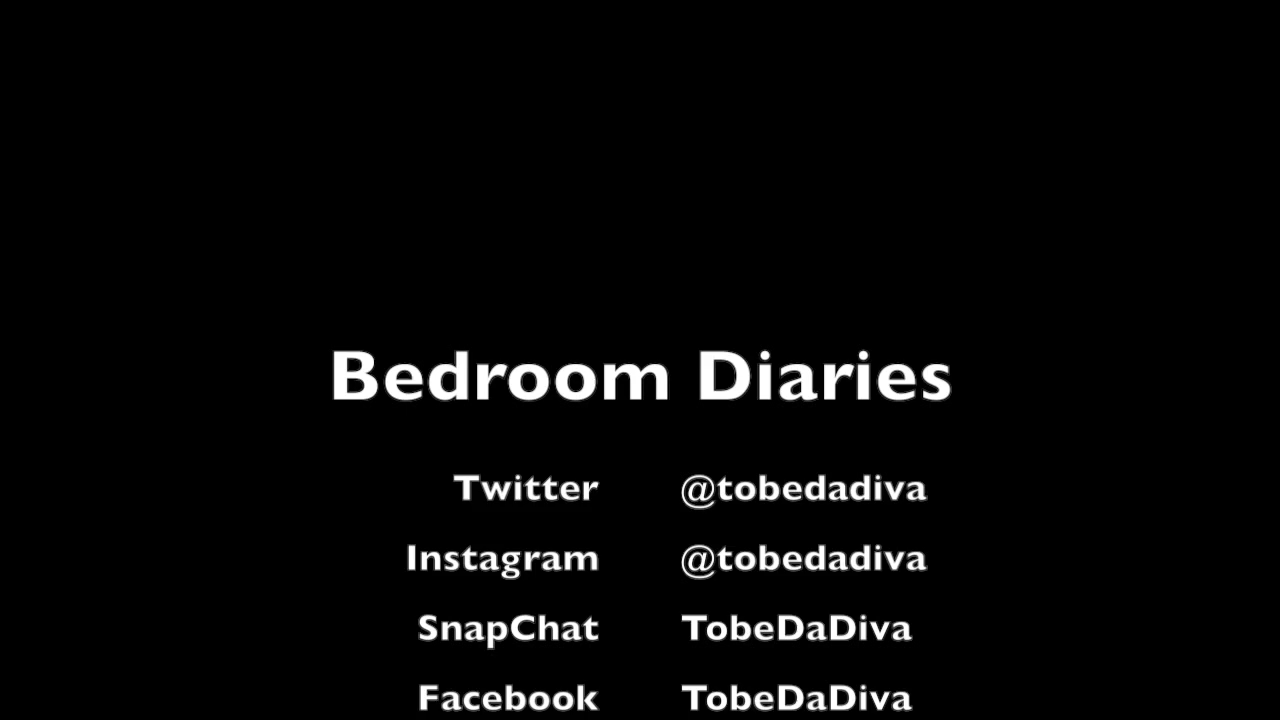 Bedroom Diaries
Twitter @tobedadiva
Instagram @tobedadiva
SnapChat TobeDaDiva
Facebook TobeDaDiva